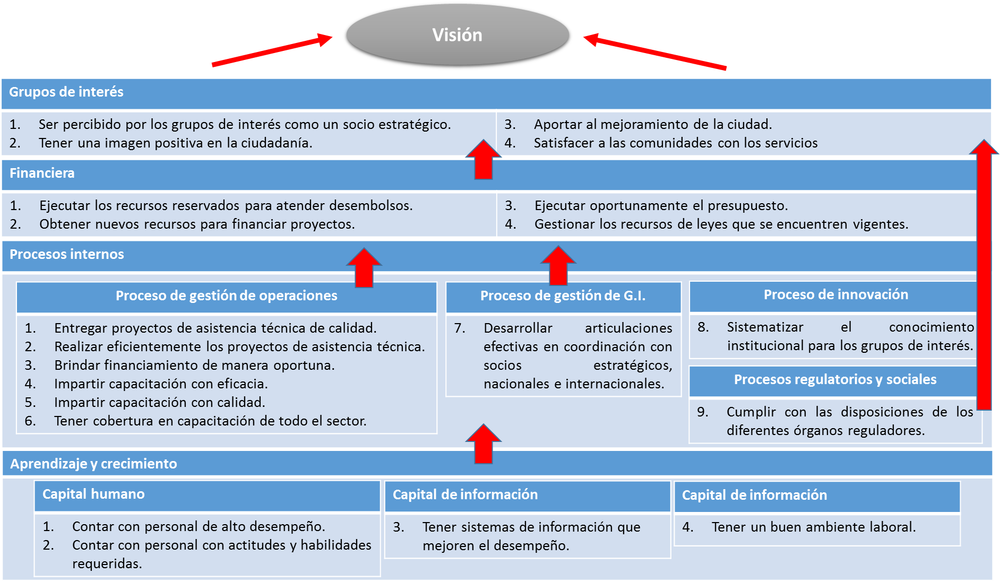 Visión
Grupos de interés
1. Ser percibido por los grupos de interés como un socio estratégico.
2. Tener una imagen positiva en la ciudadanía.
3. Aportar al mejoramiento de la ciudad.
4. Satisfacer a las comunidades con los servicios
Financiera
1. Ejecutar los recursos reservados para atender desembolsos.
2. Obtener nuevos recursos para financiar proyectos.
3. Ejecutar oportunamente el presupuesto.
4. Gestionar los recursos de leyes que se encuentren vigentes.
Procesos internos
Proceso de gestión de operaciones
1. Entregar proyectos de asistencia técnica de calidad.
2. Realizar eficientemente los proyectos de asistencia técnica.
3. Brindar financiamiento de manera oportuna.
4. Impartir capacitación con eficacia.
5. Impartir capacitación con calidad.
6. Tener cobertura en capacitación de todo el sector.
Proceso de gestión de G.I.
7. Desarrollar articulaciones
efectivas en coordinación con
socios estratégicos,
nacionales e internacionales.
Proceso de innovación
8. Sistematizar el conocimiento
institucional para los grupos de interés.
Procesos regulatorios y sociales
9. Cumplir con las disposiciones de los
diferentes órganos reguladores.
Aprendizaje y crecimiento
Capital humano
1. Contar con personal de alto desempeño.
2. Contar con personal con actitudes y habilidades
requeridas.
Capital de información
3. Tener sistemas de información que
mejoren el desempeño.
Capital de información
4. Tener un buen ambiente laboral.